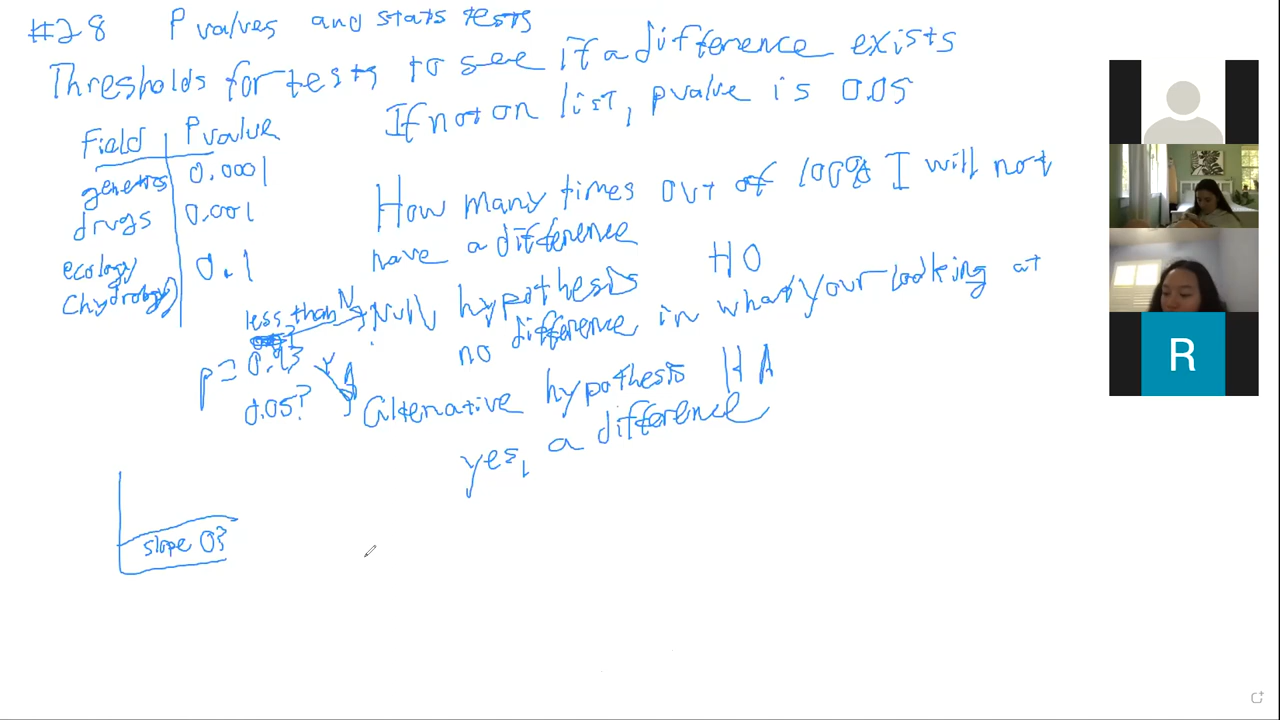 #28 P values and stats tests
Thresholds for tests to see if a difference exists
If not on list, pvalue is 0.05
Field Pvalue
genetics 0.0001
drugs 0.001
ecology 0.1
How many times out of 100% I will not
have a difference
Null hypothesis H0
no difference in what your looking at
less than N
p =
0.05? Y
Alternative hypothesis HA
yes, a difference
slope 0?
R